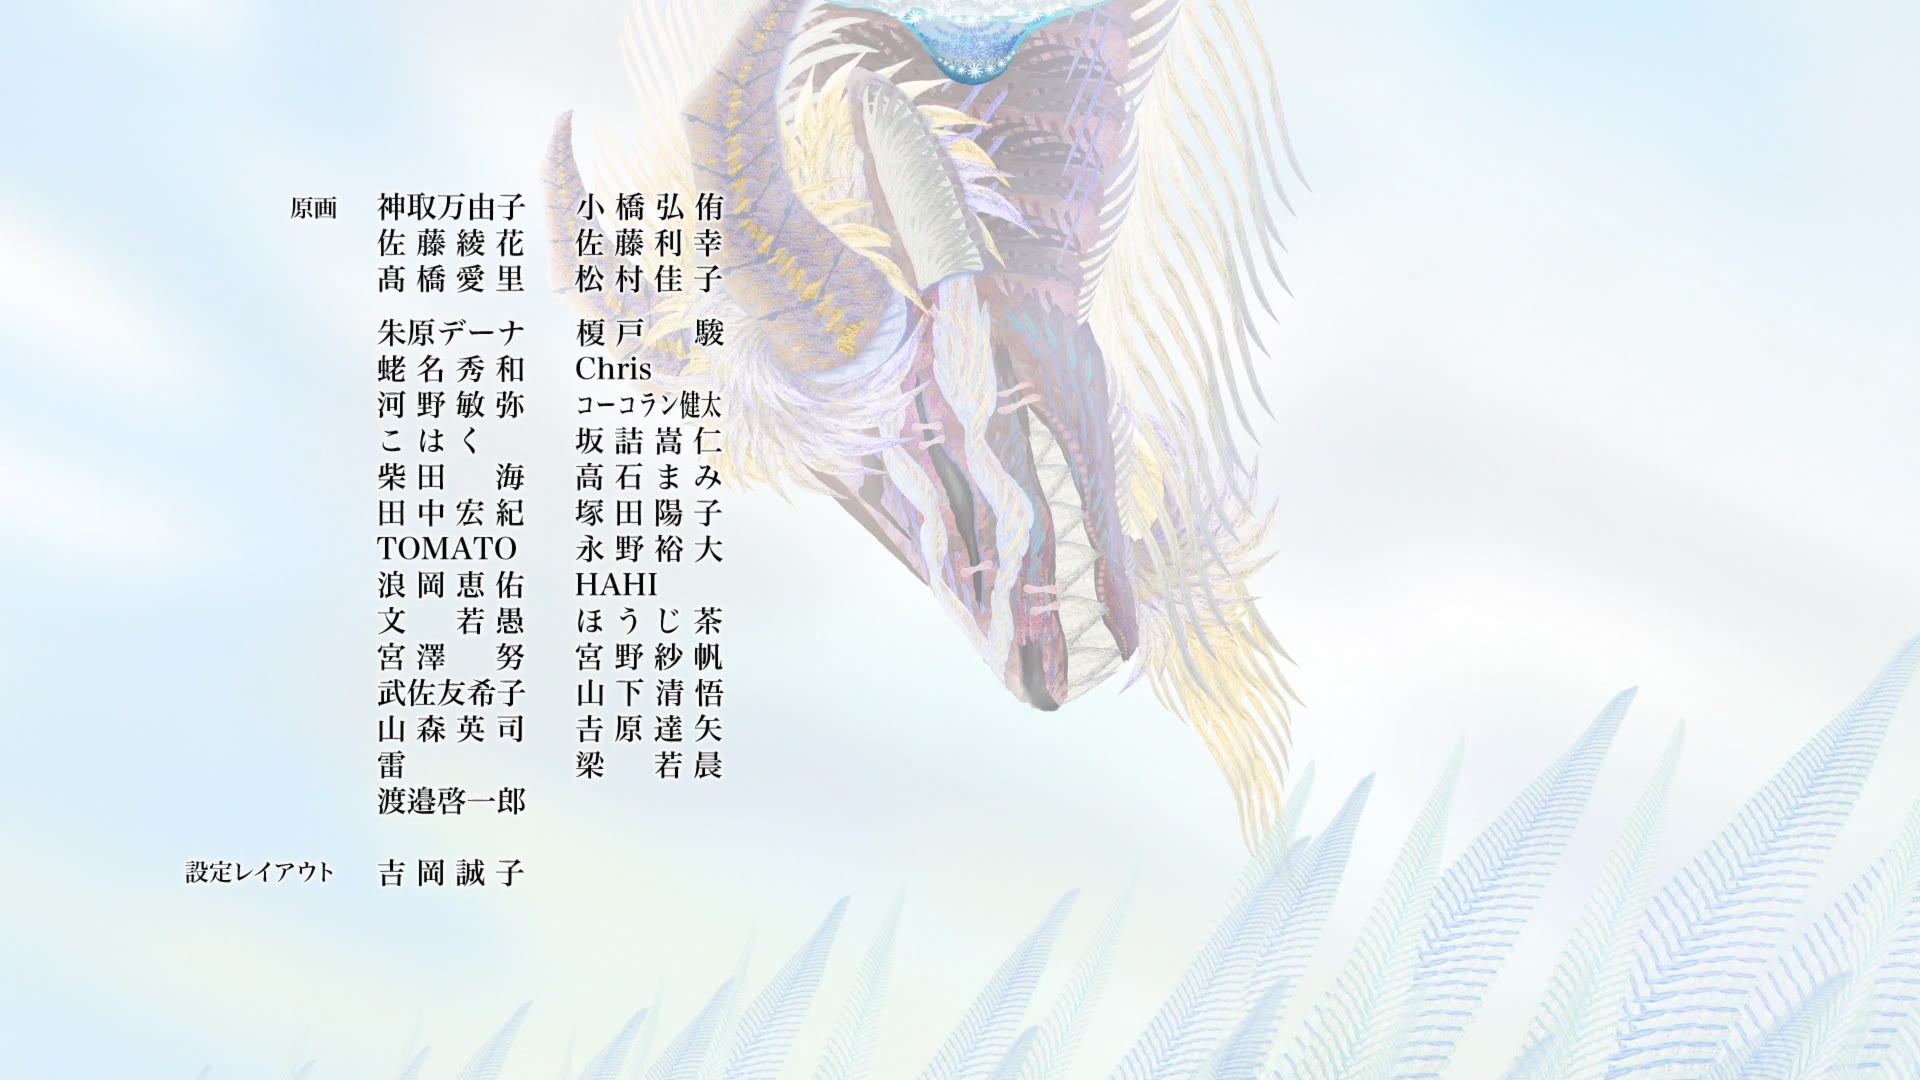 原画 神取万由子 小橋弘侑
佐藤綾花 佐藤利幸
髙橋愛里 松村佳子
朱原デーナ 榎戸 駿
蛯名秀和 Chris
河野敏弥 コーコラン健太
こはく 坂詰嵩仁
柴田 海 高石まみ
田中宏紀 塚田陽子
TOMATO 永野裕大
浪岡恵佑 HAHI
文 若愚 ほうじ茶
宮澤 努 宮野紗帆
武佐友希子 山下清悟
山森英司 𠮷原達矢
雷 梁 若晨
渡邉啓一郎
設定レイアウト 吉岡誠子